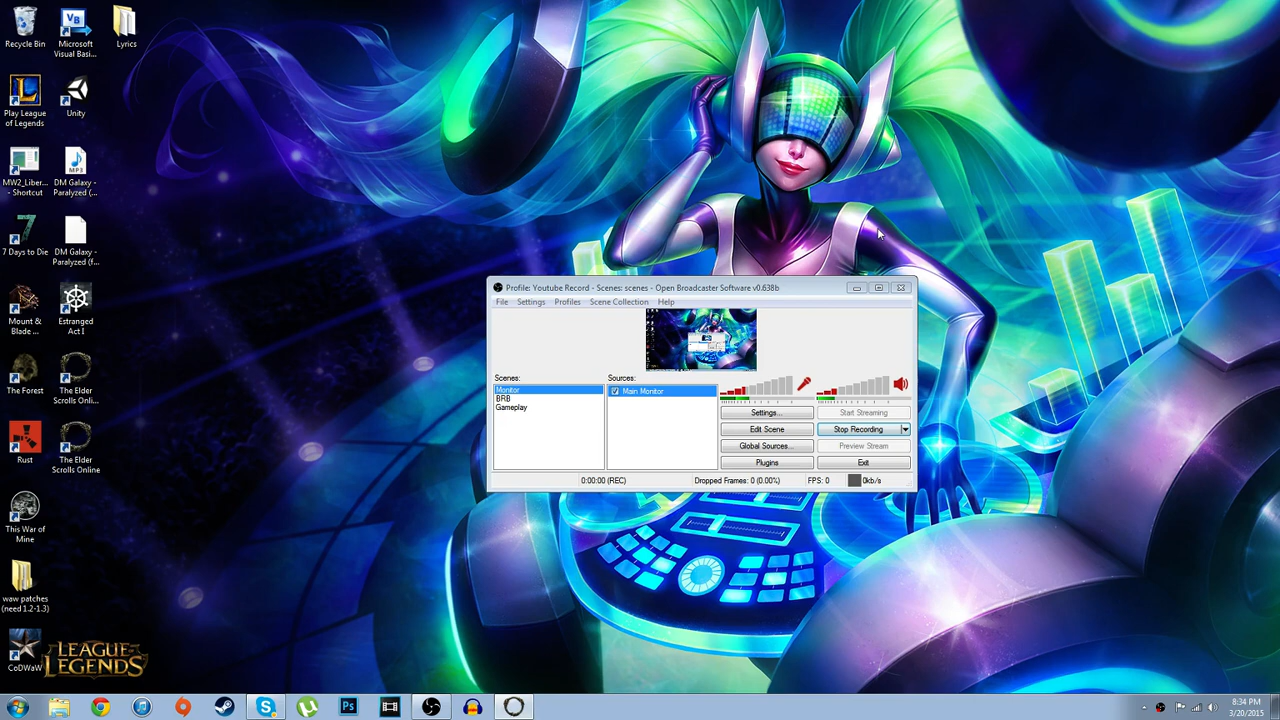 Recycle Bin
Microsoft
Visual Basi...
Lyrics
Play League
of Legends
Unity
MW2_Liber...
- Shortcut
MP3
DM Galaxy -
Paralyzed (...
7 Days to Die
DM Galaxy -
Paralyzed (f...
Mount &
Blade ...
Estranged
Act I
The Forest
The Elder
Scrolls Onli...
Rust
The Elder
Scrolls Online
This War of
Mine
waw patches
(need 1.2-1.3)
CoDWaW
LEAGUE
OF LEGENDS
Profile: Youtube Record - Scenes: scenes - Open Broadcaster Software v0.638b
File Settings Profiles Scene Collection Help
Scenes:
Sources:
Monitor
BRB
Gameplay
Main Monitor
Settings...
Start Streaming
Edit Scene
Stop Recording
Global Sources...
Preview Stream
Plugins
Exit
0:00:00 (REC)
Dropped Frames: 0 (0.00%)
FPS: 0
0kb/s
Ps
8:34 PM
3/20/2015